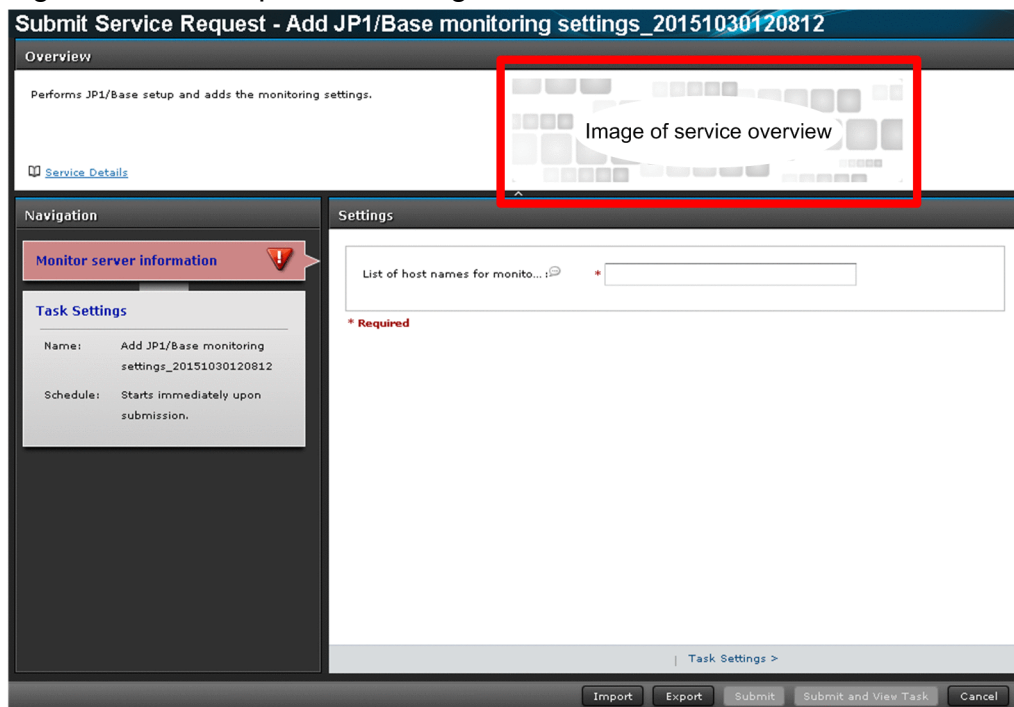 Submit Service Request - Add JP1/Base monitoring settings_20151030120812
Overview
Performs JP1/Base setup and adds the monitoring settings.
Image of service overview
Service Details
Navigation
Monitor server information
Task Settings
Name: Add JP1/Base monitoring
settings_20151030120812
Schedule: Starts immediately upon
submission.
Settings
List of host names for monito... : *
* Required
| Task Settings >
Import Export Submit Submit and View Task Cancel